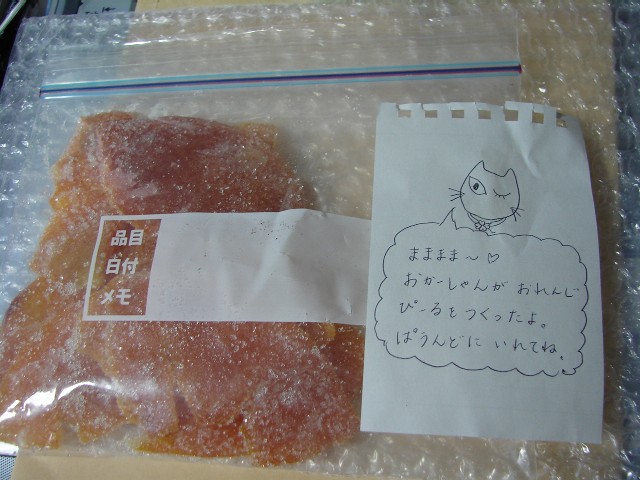 品目
日付
メモ
まままま〜♡
おかーしゃんが おれんじ
ぴーるをつくったよ。
ぱうんどに いれてね。